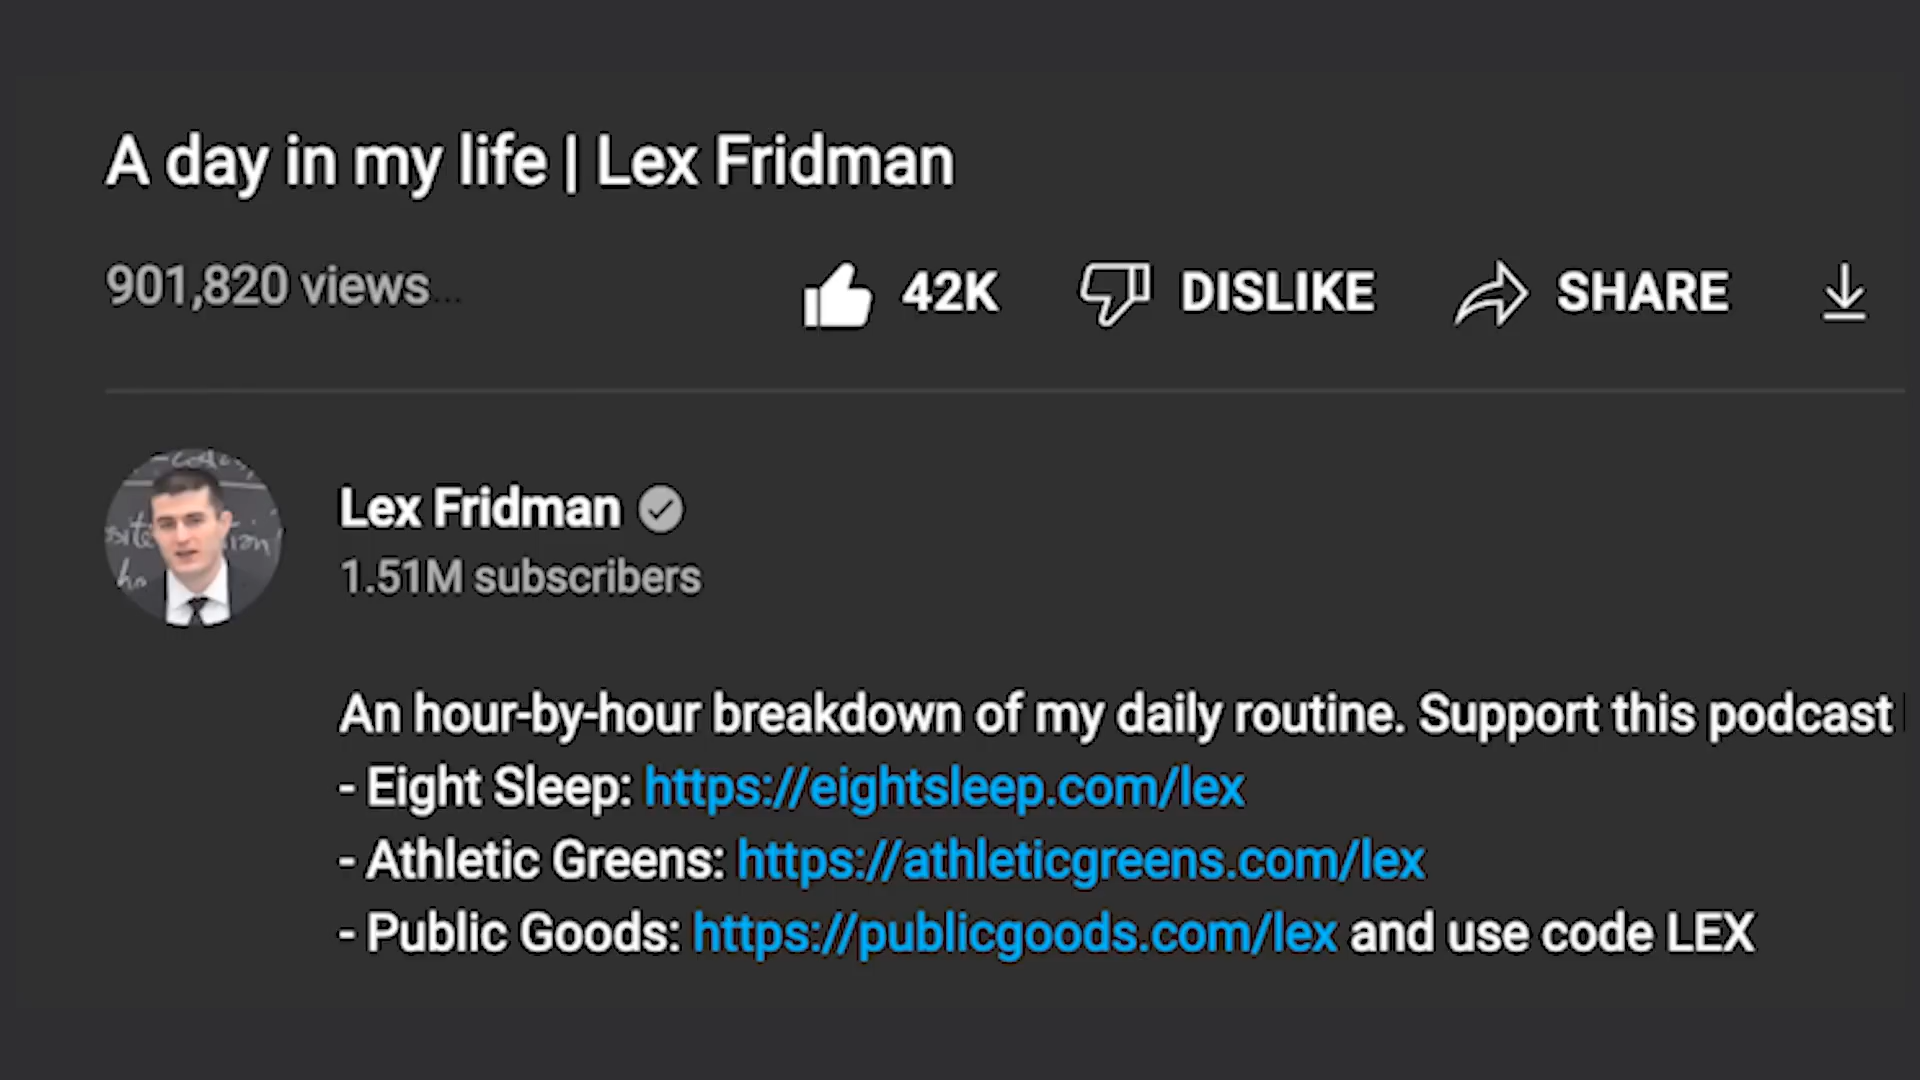 A day in my life | Lex Fridman
901,820 views...
42K DISLIKE SHARE
Lex Fridman
1.51M subscribers
An hour-by-hour breakdown of my daily routine. Support this podcast
- Eight Sleep: https://eightsleep.com/lex
- Athletic Greens: https://athleticgreens.com/lex
- Public Goods: https://publicgoods.com/lex and use code LEX